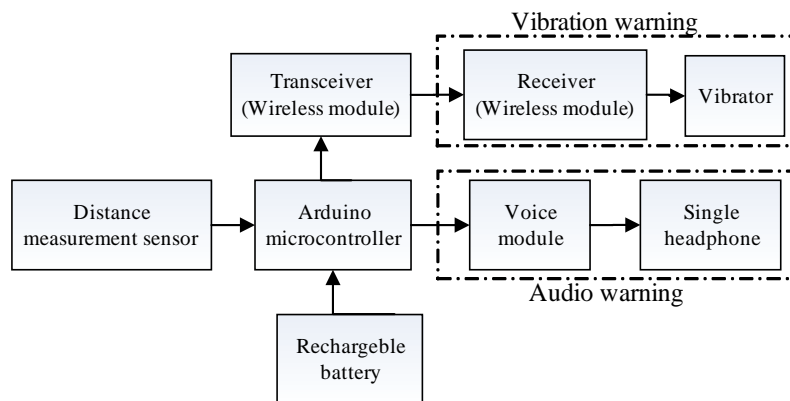 Vibration warning
Transceiver
(Wireless module)
Receiver
(Wireless module)
Vibrator
Distance
measurement sensor
Arduino
microcontroller
Voice
module
Single
headphone
Audio warning
Rechargeble
battery